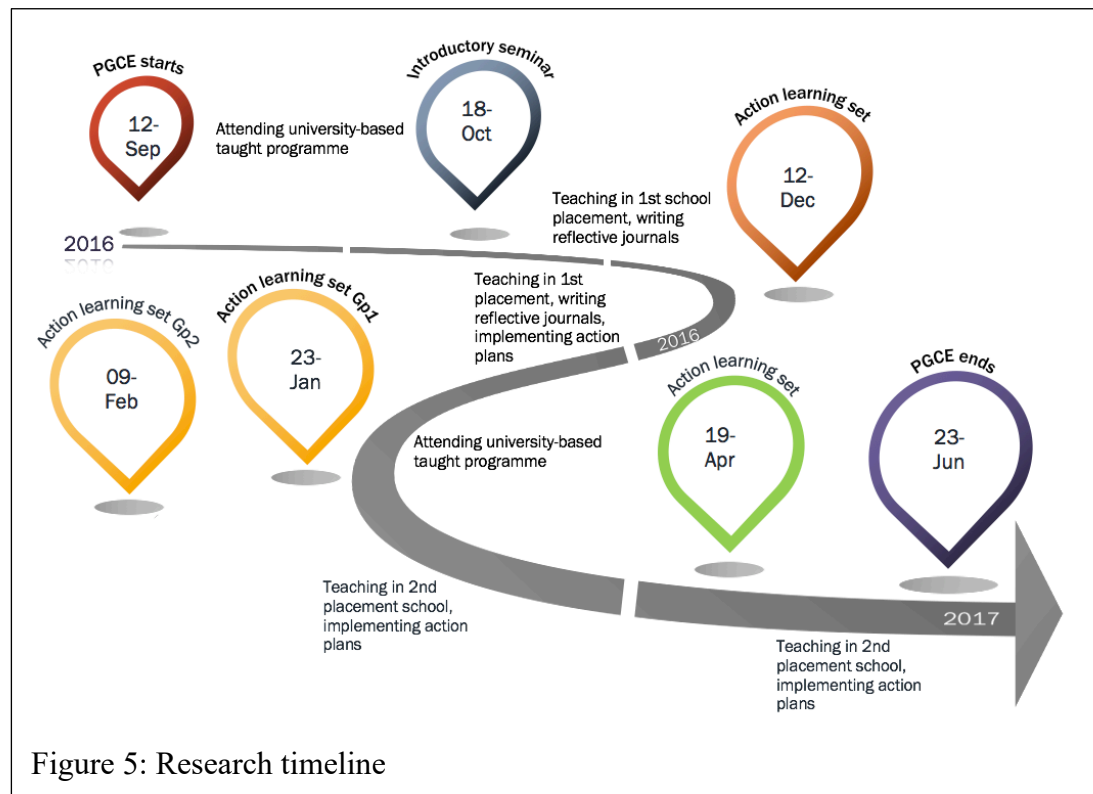 PGCE starts
12-
Sep
Attending university-based
taught programme
Introductory seminar
18-
Oct
Action learning set
12-
Dec
Teaching in 1st school
placement, writing
reflective journals
2016
Teaching in 1st
placement, writing
reflective journals,
implementing action
plans
2016
Action learning set Gp2
09-
Feb
Action learning set Gp1
23-
Jan
Attending university-based
taught programme
Action learning set
19-
Apr
PGCE ends
23-
Jun
Teaching in 2nd
placement school,
implementing action
plans
2017
Teaching in 2nd
placement school,
implementing action
plans
Figure 5: Research timeline